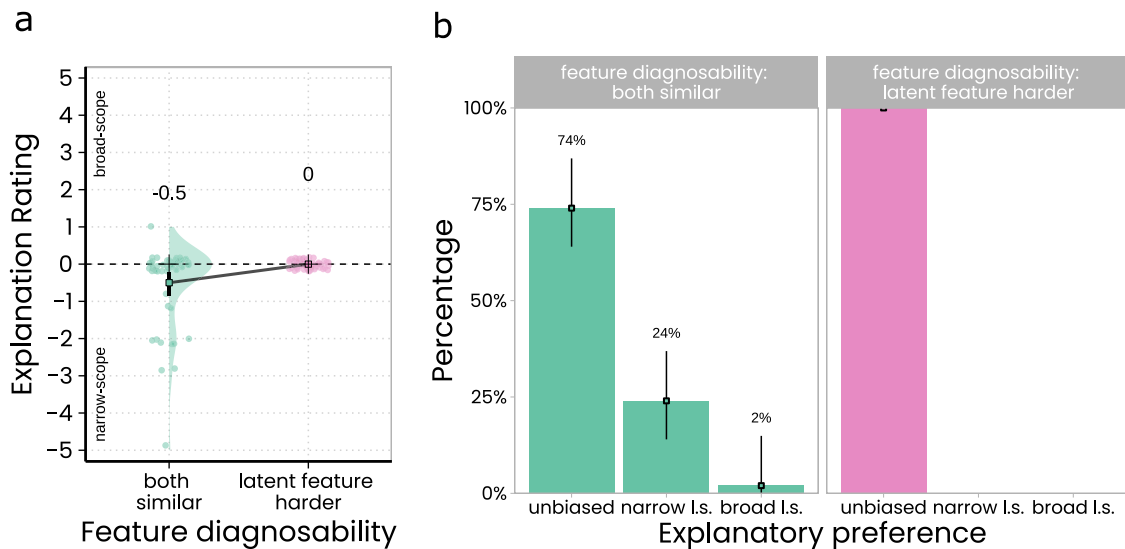 a
Explanation Rating
5
4
3
2
1
0
−1
−2
−3
−4
−5
broad-scope
narrow-scope
-0.5
0
both
similar
latent feature
harder
Feature diagnosability
b
Percentage
100%
75%
50%
25%
0%
feature diagnosability:
both similar
74%
24%
2%
unbiased narrow l.s. broad l.s.
feature diagnosability:
latent feature harder
unbiased narrow l.s. broad l.s.
Explanatory preference